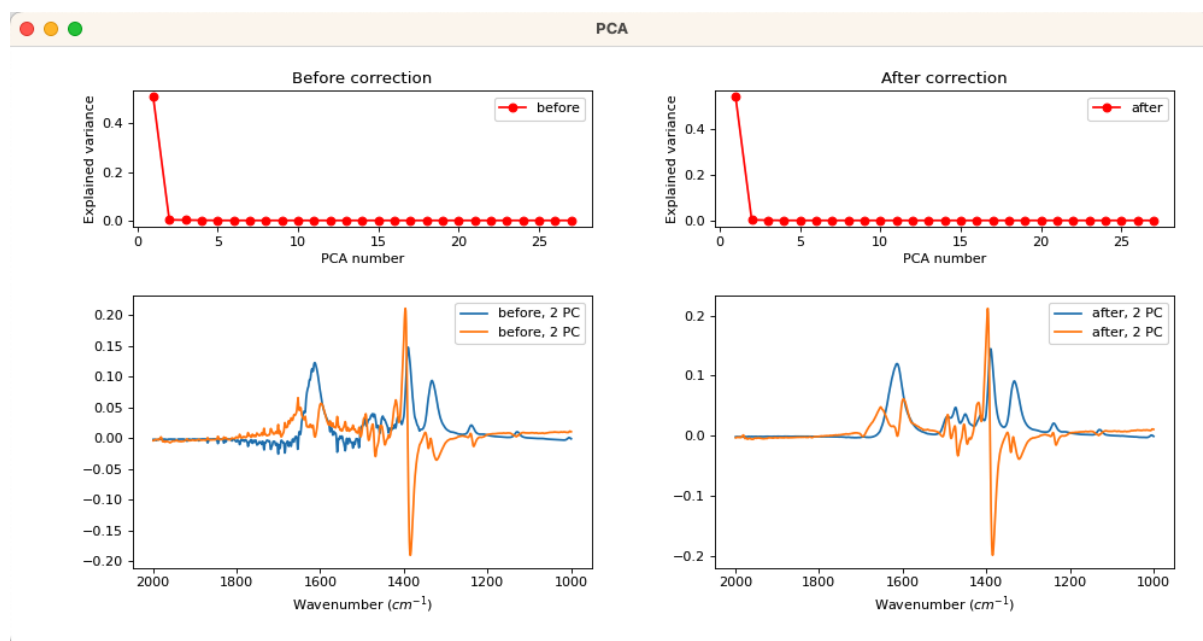 PCA
Before correction
Explained variance
0.4
0.2
0.0
before
0 5 10 15 20 25
PCA number
After correction
Explained variance
0.4
0.2
0.0
after
0 5 10 15 20 25
PCA number
0.20
0.15
0.10
0.05
0.00
−0.05
−0.10
−0.15
−0.20
before, 2 PC
before, 2 PC
2000 1800 1600 1400 1200 1000
Wavenumber (cm⁻¹)
0.2
0.1
0.0
−0.1
−0.2
after, 2 PC
after, 2 PC
2000 1800 1600 1400 1200 1000
Wavenumber (cm⁻¹)